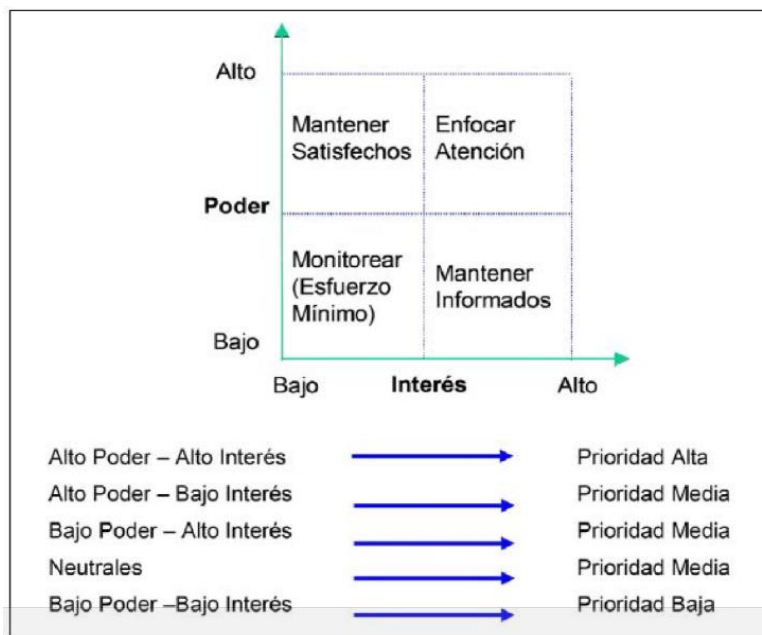 Alto
Mantener
Satisfechos
Enfocar
Atención
Poder
Monitorear
(Esfuerzo
Mínimo)
Mantener
Informados
Bajo
Bajo
Interés
Alto
Alto Poder – Alto Interés Prioridad Alta
Alto Poder – Bajo Interés Prioridad Media
Bajo Poder – Alto Interés Prioridad Media
Neutrales Prioridad Media
Bajo Poder –Bajo Interés Prioridad Baja